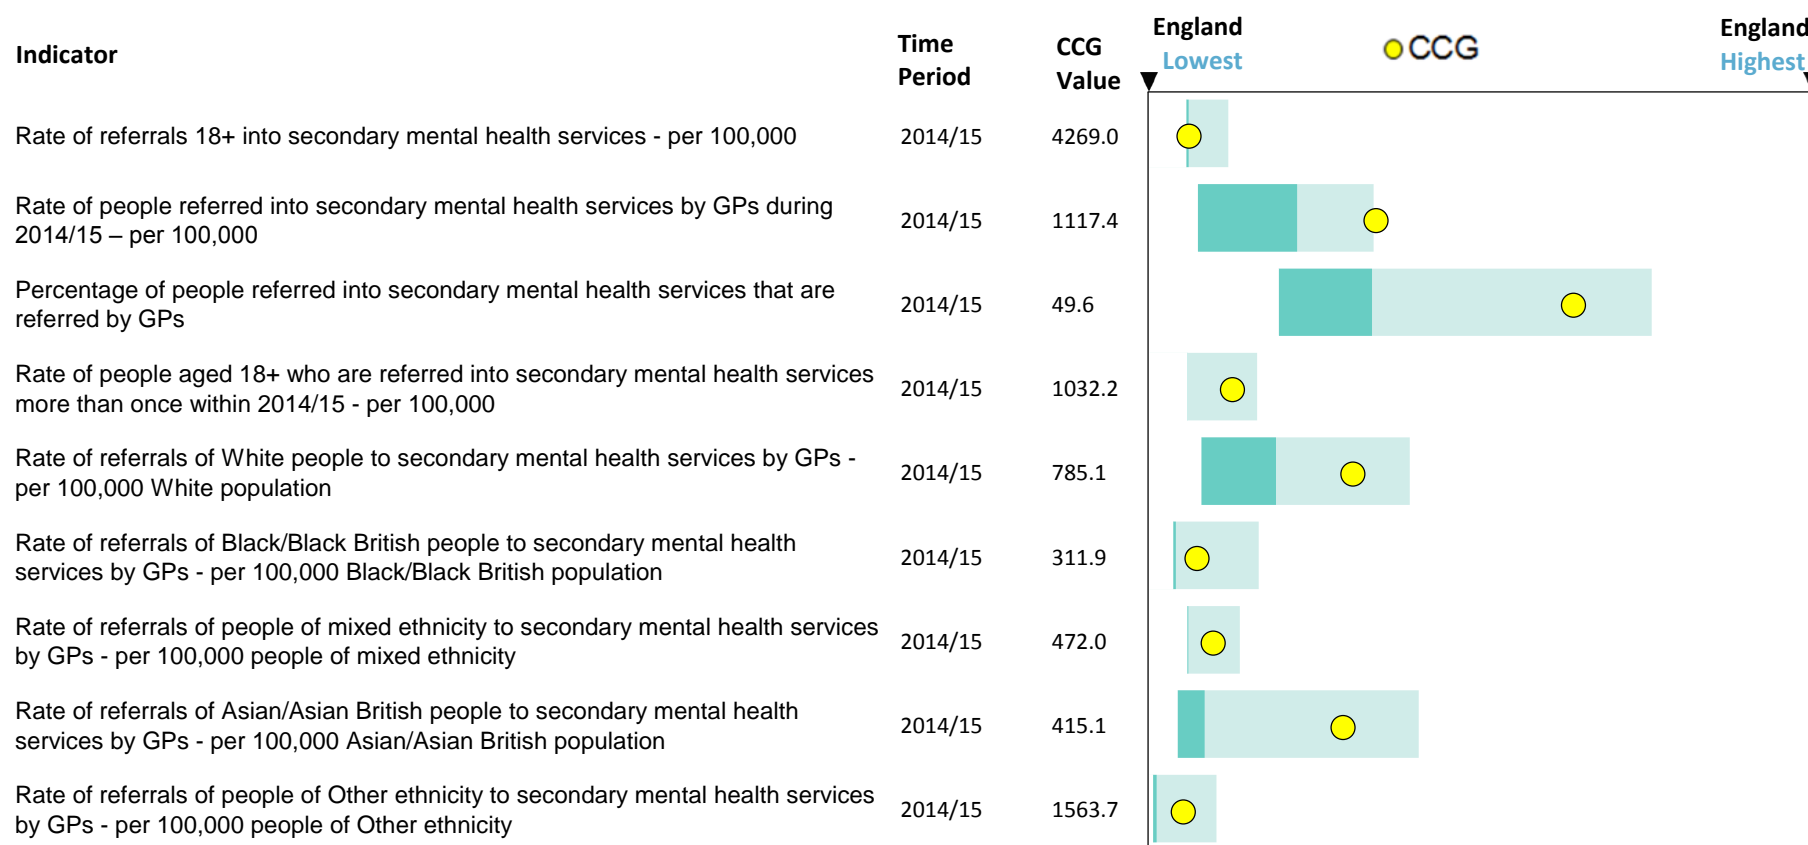 Indicator
Time
Period
CCG
Value
England
Lowest
CCG
England
Highest
Rate of referrals 18+ into secondary mental health services - per 100,000
2014/15
4269.0
Rate of people referred into secondary mental health services by GPs during
2014/15 – per 100,000
2014/15
1117.4
Percentage of people referred into secondary mental health services that are
referred by GPs
2014/15
49.6
Rate of people aged 18+ who are referred into secondary mental health services
more than once within 2014/15 - per 100,000
2014/15
1032.2
Rate of referrals of White people to secondary mental health services by GPs -
per 100,000 White population
2014/15
785.1
Rate of referrals of Black/Black British people to secondary mental health
services by GPs - per 100,000 Black/Black British population
2014/15
311.9
Rate of referrals of people of mixed ethnicity to secondary mental health services
by GPs - per 100,000 people of mixed ethnicity
2014/15
472.0
Rate of referrals of Asian/Asian British people to secondary mental health
services by GPs - per 100,000 Asian/Asian British population
2014/15
415.1
Rate of referrals of people of Other ethnicity to secondary mental health services
by GPs - per 100,000 people of Other ethnicity
2014/15
1563.7